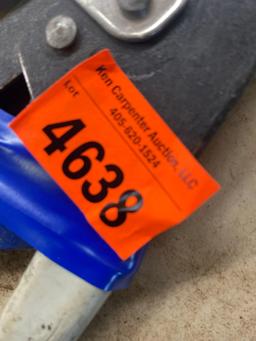 Ken Carpenter Auction, LLC
405-620-1524
Lot
4638